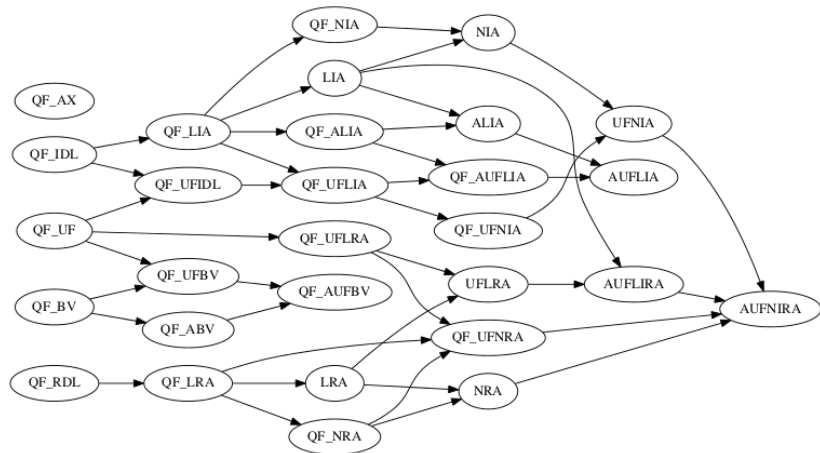 QF_NIA
NIA
LIA
QF_AX
QF_LIA
QF_ALIA
ALIA
UFNIA
QF_IDL
QF_UFIDL
QF_UFLIA
QF_AUFLIA
AUFLIA
QF_UF
QF_UFLRA
QF_UFNIA
QF_UFBV
QF_AUFBV
UFLRA
AUFLIRA
QF_BV
QF_ABV
QF_UFNRA
AUFNIRA
QF_RDL
QF_LRA
LRA
NRA
QF_NRA